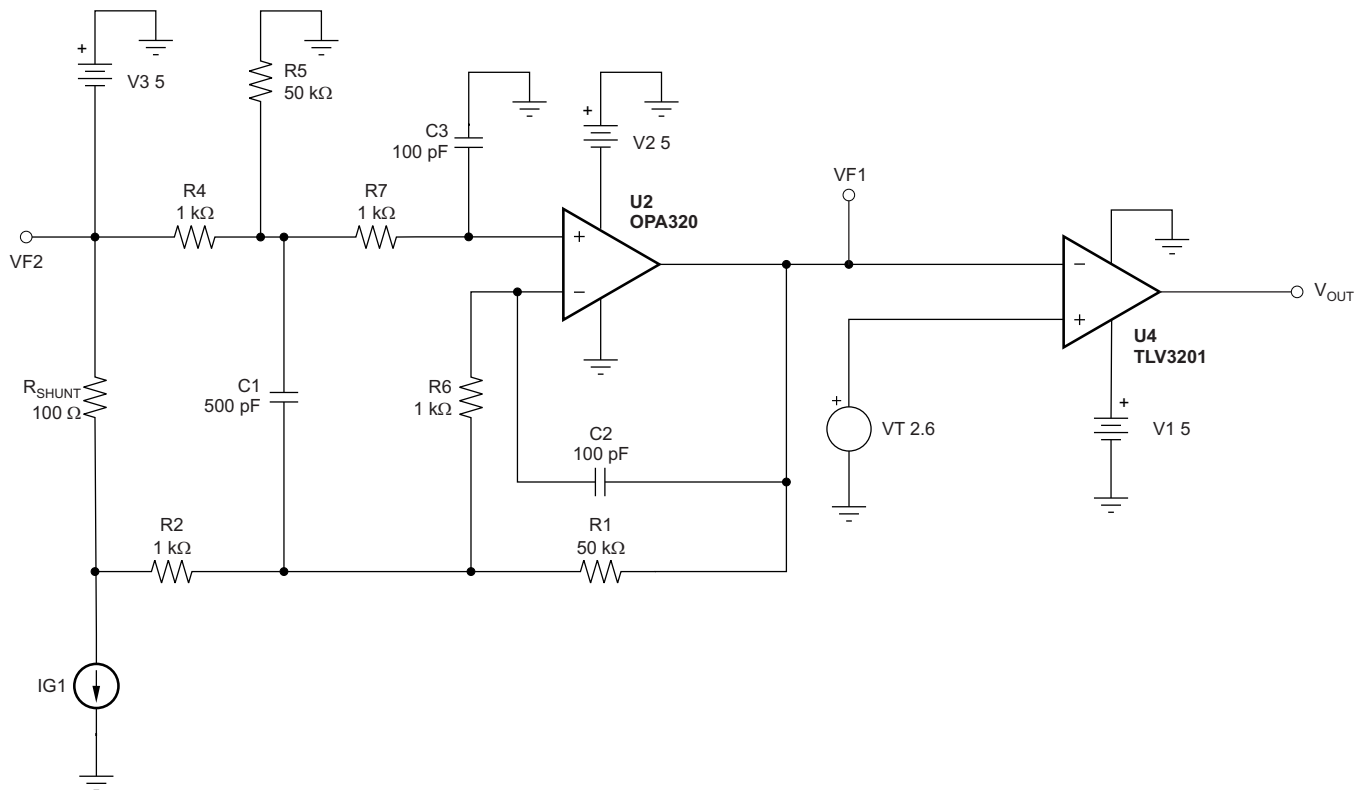 +
V3 5
R5
50 kΩ
C3
100 pF
+
V2 5
R4
1 kΩ
R7
1 kΩ
U2
OPA320
VF1
VF2
+
−
−
+
VOUT
U4
TLV3201
RSHUNT
100 Ω
C1
500 pF
R6
1 kΩ
C2
100 pF
+
VT 2.6
+
V1 5
R2
1 kΩ
R1
50 kΩ
IG1